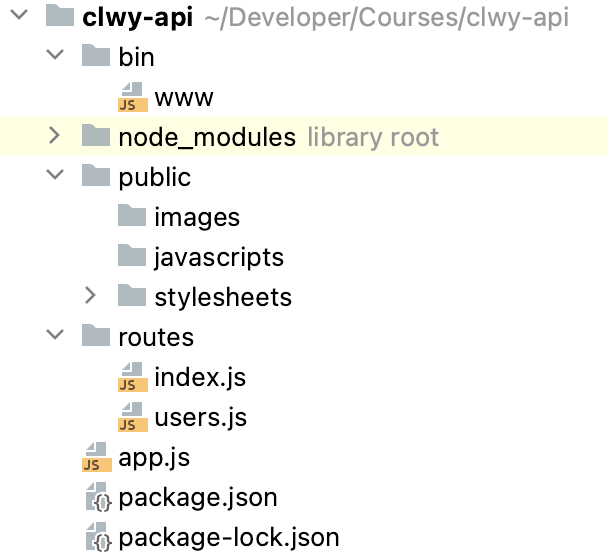 clwy-api ~/Developer/Courses/clwy-api
bin
JS www
node_modules library root
public
images
javascripts
stylesheets
routes
JS index.js
JS users.js
JS app.js
{} package.json
{} package-lock.json